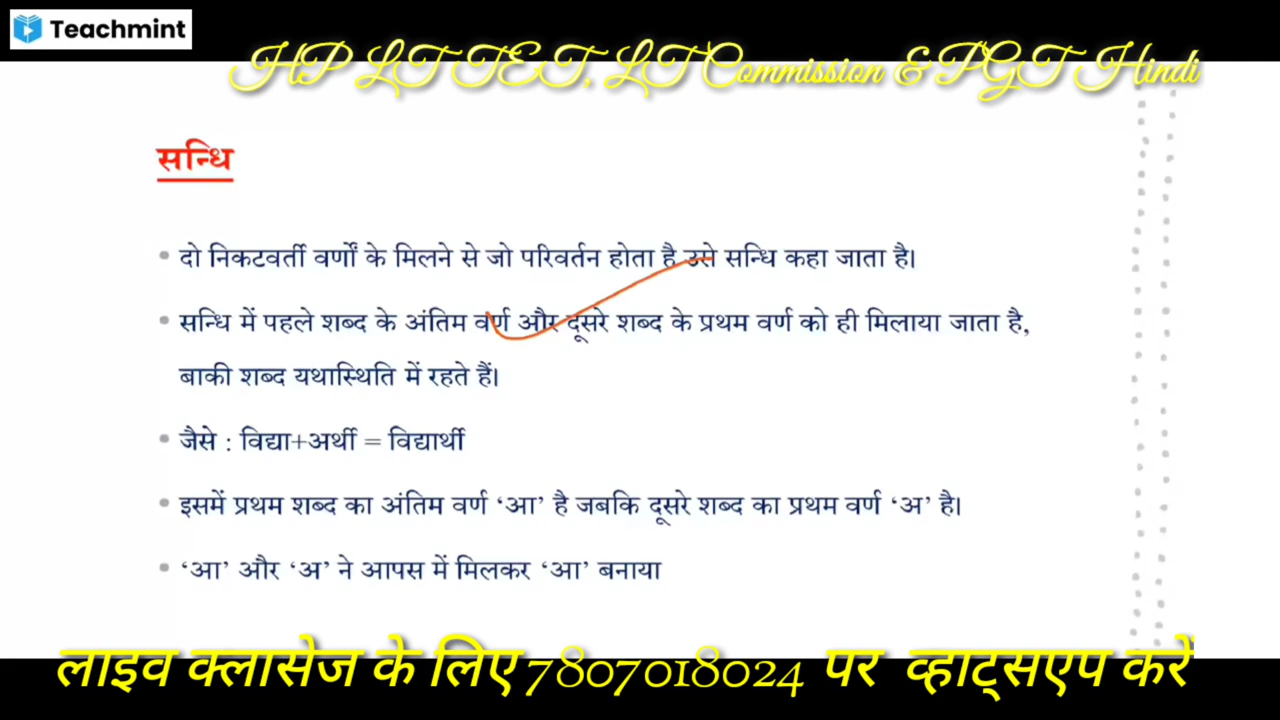 Teachmint
HP LT TET, LT Commission & PGT Hindi
सन्धि
• दो निकटवर्ती वर्णों के मिलने से जो परिवर्तन होता है उसे सन्धि कहा जाता है।
• सन्धि में पहले शब्द के अंतिम वर्ण और दूसरे शब्द के प्रथम वर्ण को ही मिलाया जाता है,
बाकी शब्द यथास्थिति में रहते हैं।
• जैसे : विद्या+अर्थी = विद्यार्थी
• इसमें प्रथम शब्द का अंतिम वर्ण ‘आ’ है जबकि दूसरे शब्द का प्रथम वर्ण ‘अ’ है।
• ‘आ’ और ‘अ’ ने आपस में मिलकर ‘आ’ बनाया
लाइव क्लासेज के लिए 7807018024 पर व्हाट्सएप करें